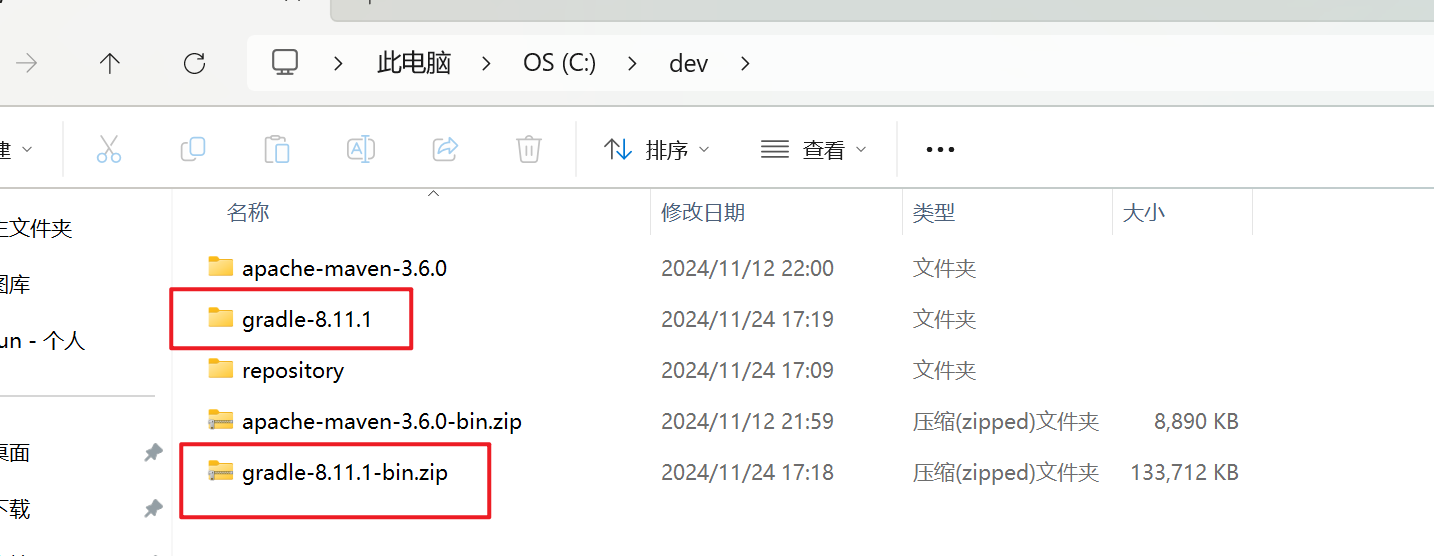 此电脑 OS (C:) dev
建 排序 查看
名称 修改日期 类型 大小
主文件夹
apache-maven-3.6.0 2024/11/12 22:00 文件夹
图库
gradle-8.11.1 2024/11/24 17:19 文件夹
un - 个人
repository 2024/11/24 17:09 文件夹
apache-maven-3.6.0-bin.zip 2024/11/12 21:59 压缩(zipped)文件夹 8,890 KB
桌面
gradle-8.11.1-bin.zip 2024/11/24 17:18 压缩(zipped)文件夹 133,712 KB
下载